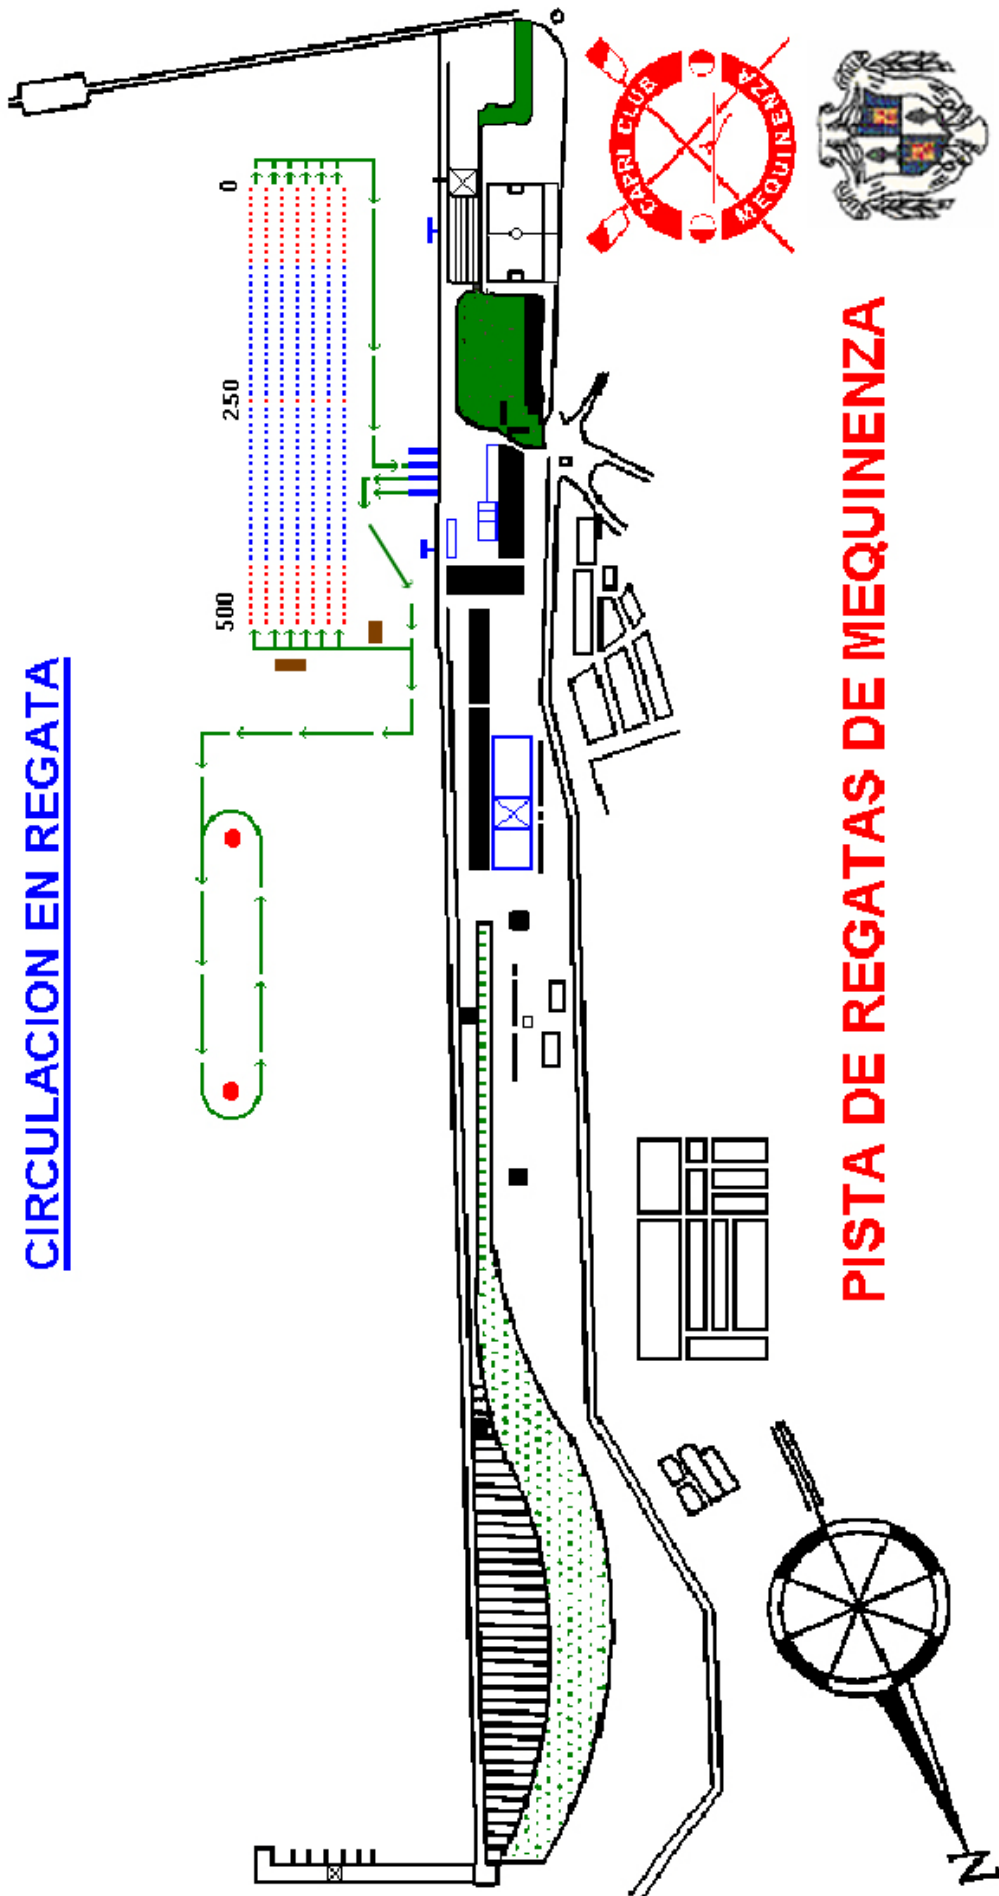 CIRCULACION EN REGATA
0
250
500
CAPRI CLUB
MEQUINENZA
PISTA DE REGATAS DE MEQUINENZA
N